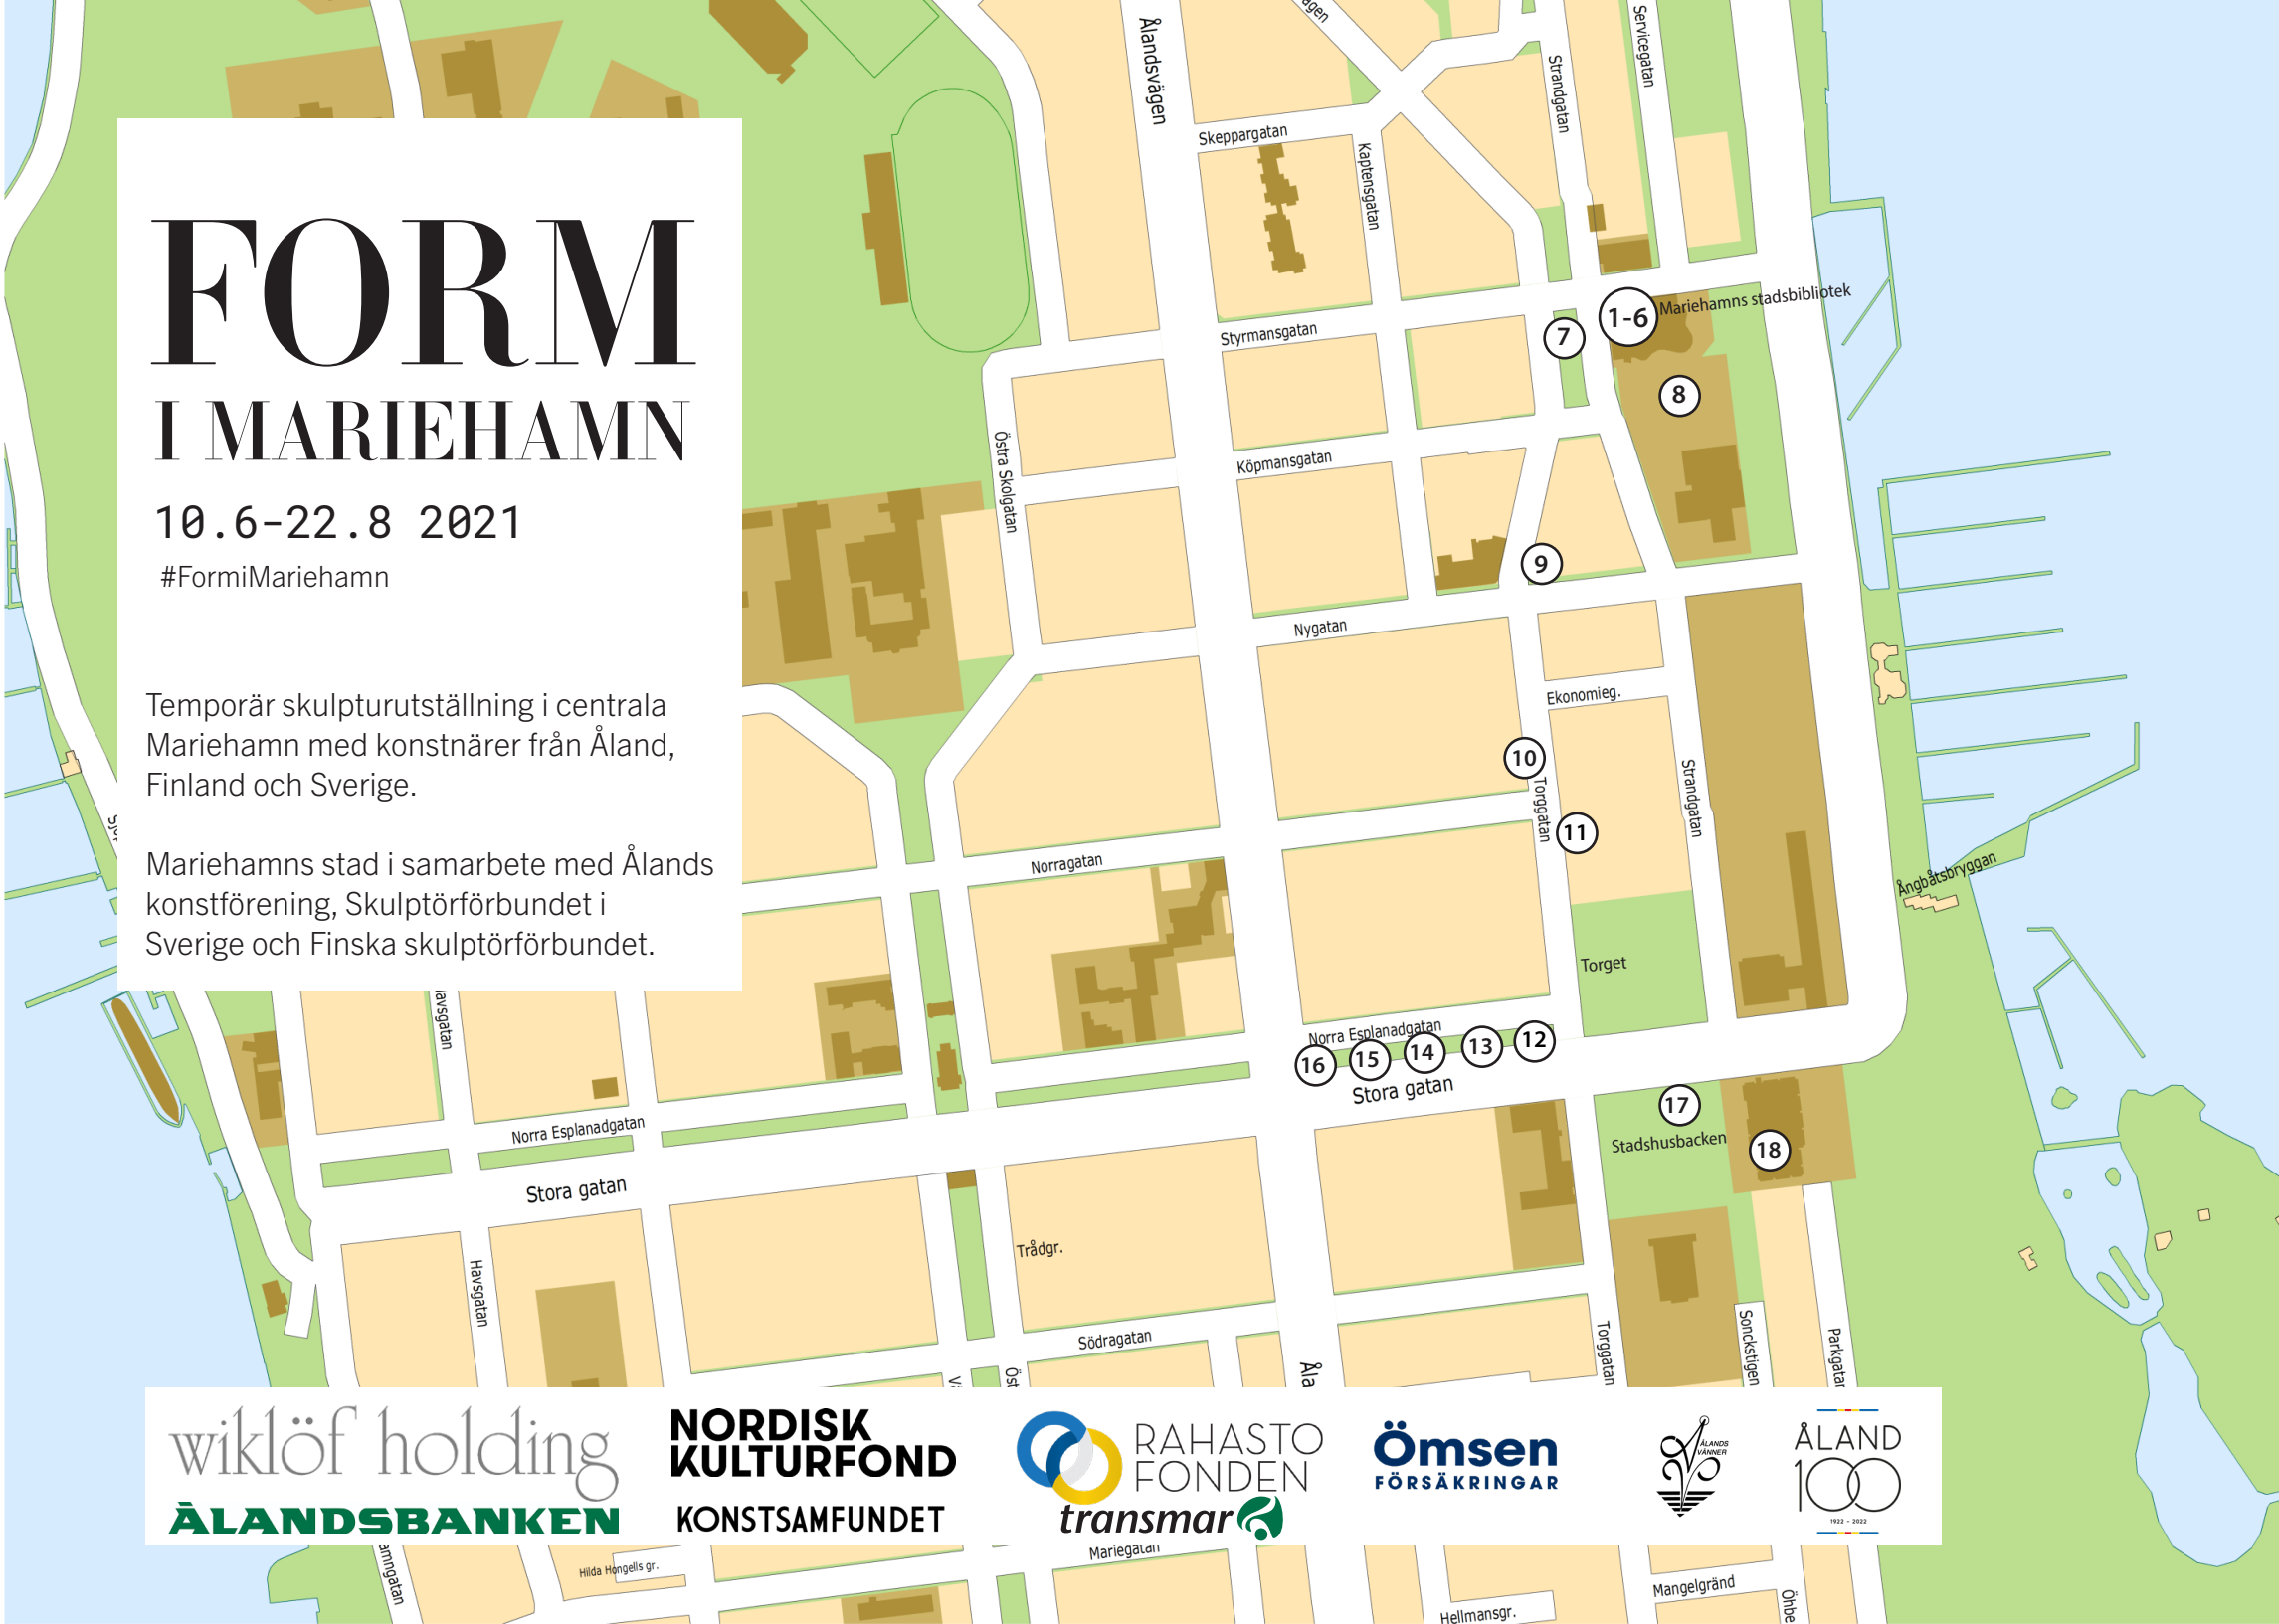 FORM
I MARIEHAMN
10.6-22.8 2021
#FormiMariehamn
Temporär skulpturutställning i centrala
Mariehamn med konstnärer från Åland,
Finland och Sverige.
Mariehamns stad i samarbete med Ålands
konstförening, Skulptörförbundet i
Sverige och Finska skulptörförbundet.
Ålandsvägen
Skeppargatan
Kaptensgatan
Strandgatan
Servicegatan
Styrmansgatan
Mariehamns stadsbibliotek
1-6
7
8
Östra Skolgatan
Köpmansgatan
9
Nygatan
Ekonomieg.
10
Torggatan
11
Strandgatan
Norragatan
Ångbåtsbryggan
Torget
Norra Esplanadgatan
16
15
14
13
12
Stora gatan
17
Stadshusbacken
18
Norra Esplanadgatan
Stora gatan
Havsgatan
Trådgr.
Södragatan
Torggatan
Sonckstigen
wiklöf holding
ÅLANDSBANKEN
NORDISK
KULTURFOND
KONSTSAMFUNDET
RAHASTO
FONDEN
transmar
Ömsen
FÖRSÄKRINGAR
ÅLANDS
VÄNNER
ÅLAND
100
1922 - 2022
Hilda Hongells gr.
Mariegatan
Hellmansgr.
Mangelgränd